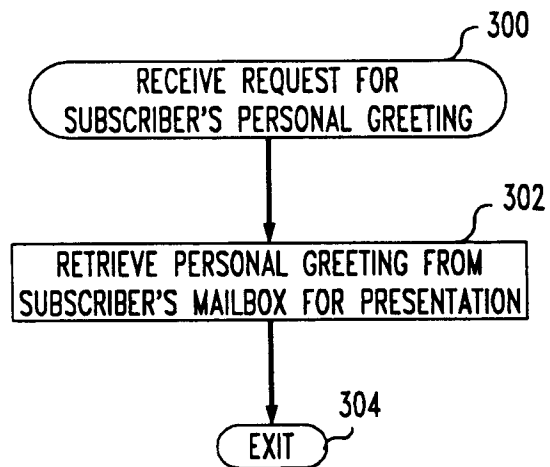 300
RECEIVE REQUEST FOR
SUBSCRIBER'S PERSONAL GREETING
302
RETRIEVE PERSONAL GREETING FROM
SUBSCRIBER'S MAILBOX FOR PRESENTATION
304
EXIT